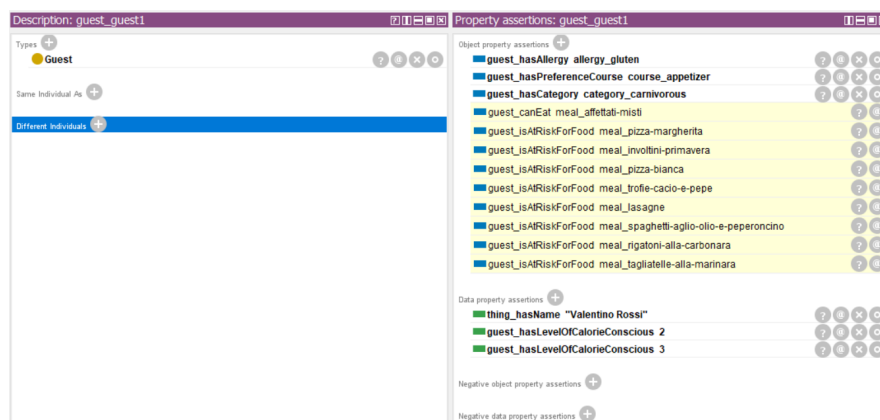 Description: guest_guest1
Types
Guest
Same Individual As
Different Individuals
Property assertions: guest_guest1
Object property assertions
guest_hasAllergy allergy_gluten
guest_hasPreferenceCourse course_appetizer
guest_hasCategory category_carnivorous
guest_canEat meal_affettati-misti
guest_isAtRiskForFood meal_pizza-margherita
guest_isAtRiskForFood meal_involtini-primavera
guest_isAtRiskForFood meal_pizza-bianca
guest_isAtRiskForFood meal_trofie-cacio-e-pepe
guest_isAtRiskForFood meal_lasagne
guest_isAtRiskForFood meal_spaghetti-aglio-olio-e-peperoncino
guest_isAtRiskForFood meal_rigatoni-alla-carbonara
guest_isAtRiskForFood meal_tagliatelle-alla-marinara
Data property assertions
thing_hasName "Valentino Rossi"
guest_hasLevelOfCalorieConscious 2
guest_hasLevelOfCalorieConscious 3
Negative object property assertions
Negative data property assertions